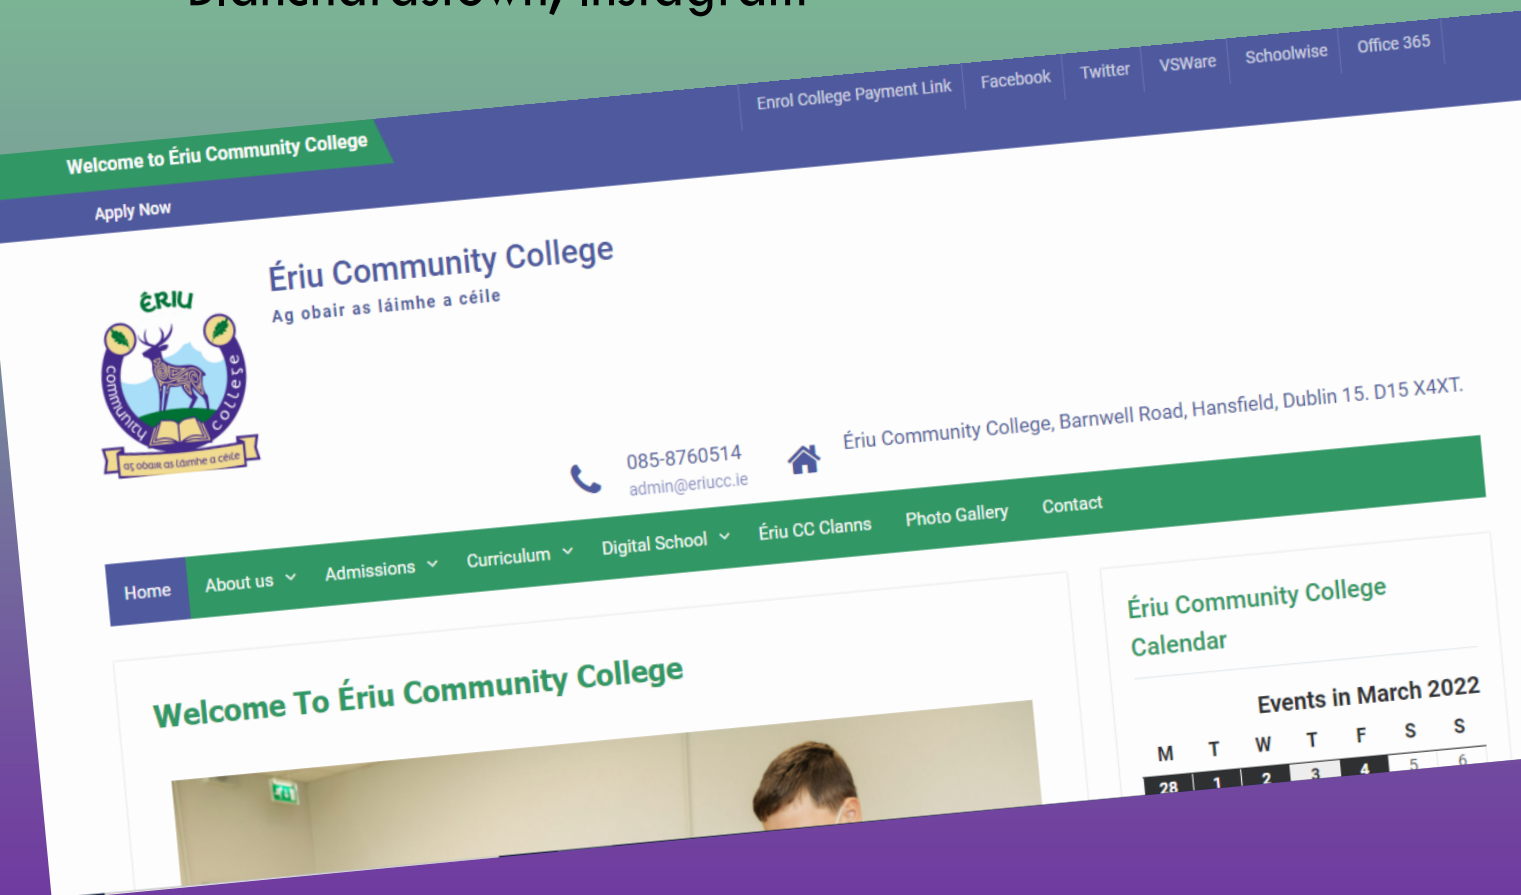 Blanchardstown, Instagram
Enrol College Payment Link Facebook Twitter VSWare Schoolwise Office 365
Welcome to Ériu Community College
Apply Now
Ériu Community College
Ag obair as láimhe a céile
ÉRIU
community college
ag obair as láimhe a céile
085-8760514
admin@eriucc.ie
Ériu Community College, Barnwell Road, Hansfield, Dublin 15. D15 X4XT.
Home About us Admissions Curriculum Digital School Ériu CC Clanns Photo Gallery Contact
Welcome To Ériu Community College
Ériu Community College
Calendar
Events in March 2022
M T W T F S S
28 1 2 3 4 5 6